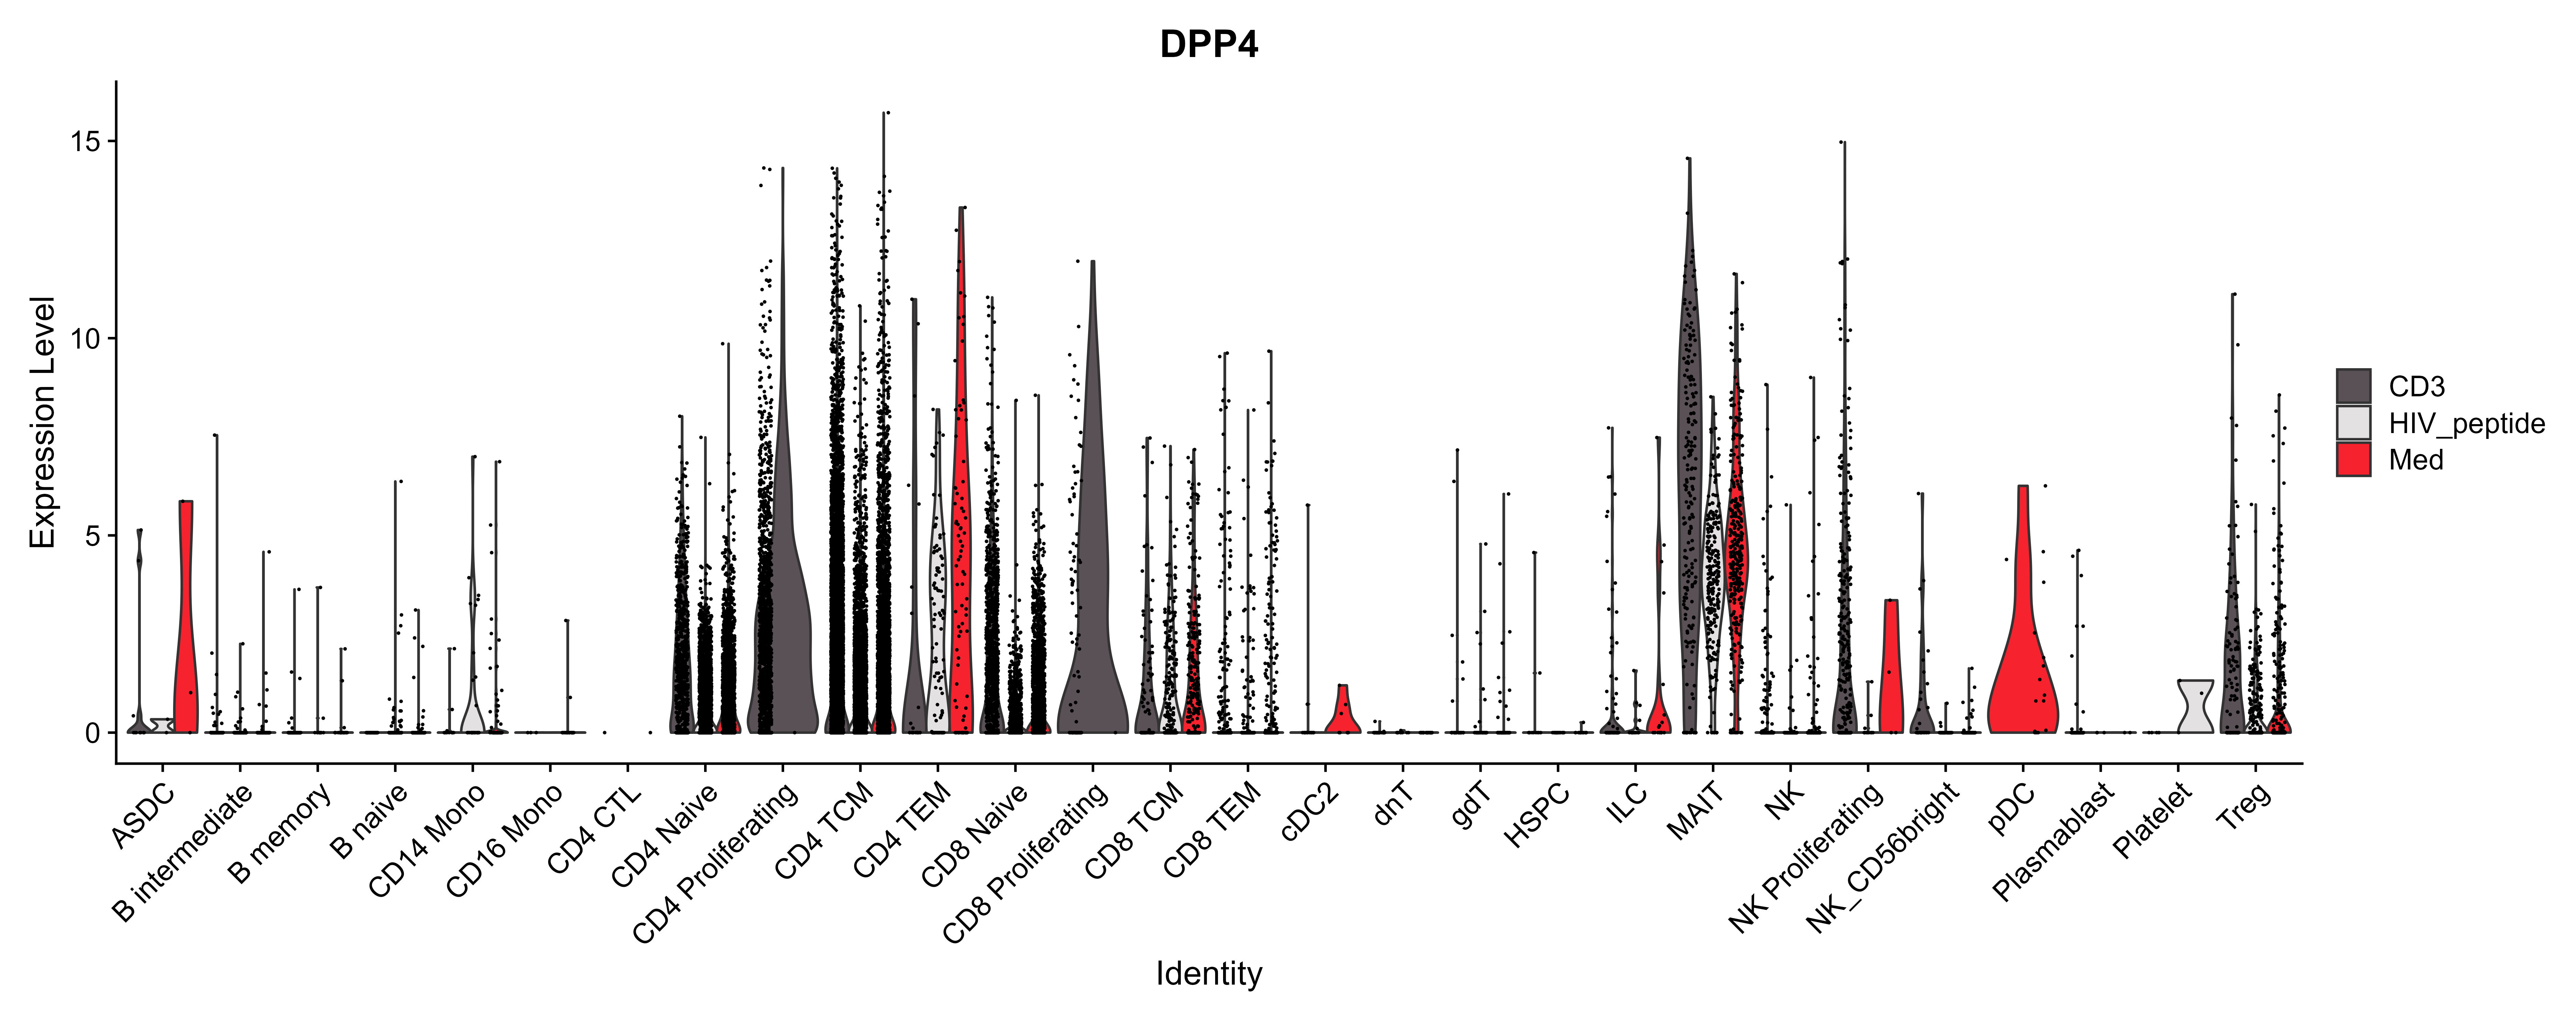 DPP4
Expression Level
15
10
5
0
CD3
HIV_peptide
Med
ASDC
B intermediate
B memory
B naive
CD14 Mono
CD16 Mono
CD4 CTL
CD4 Naive
CD4 Proliferating
CD4 TCM
CD4 TEM
CD8 Naive
CD8 Proliferating
CD8 TCM
CD8 TEM
cDC2
dnT
gdT
HSPC
ILC
MAIT
NK
NK Proliferating
NK_CD56bright
pDC
Plasmablast
Platelet
Treg
Identity